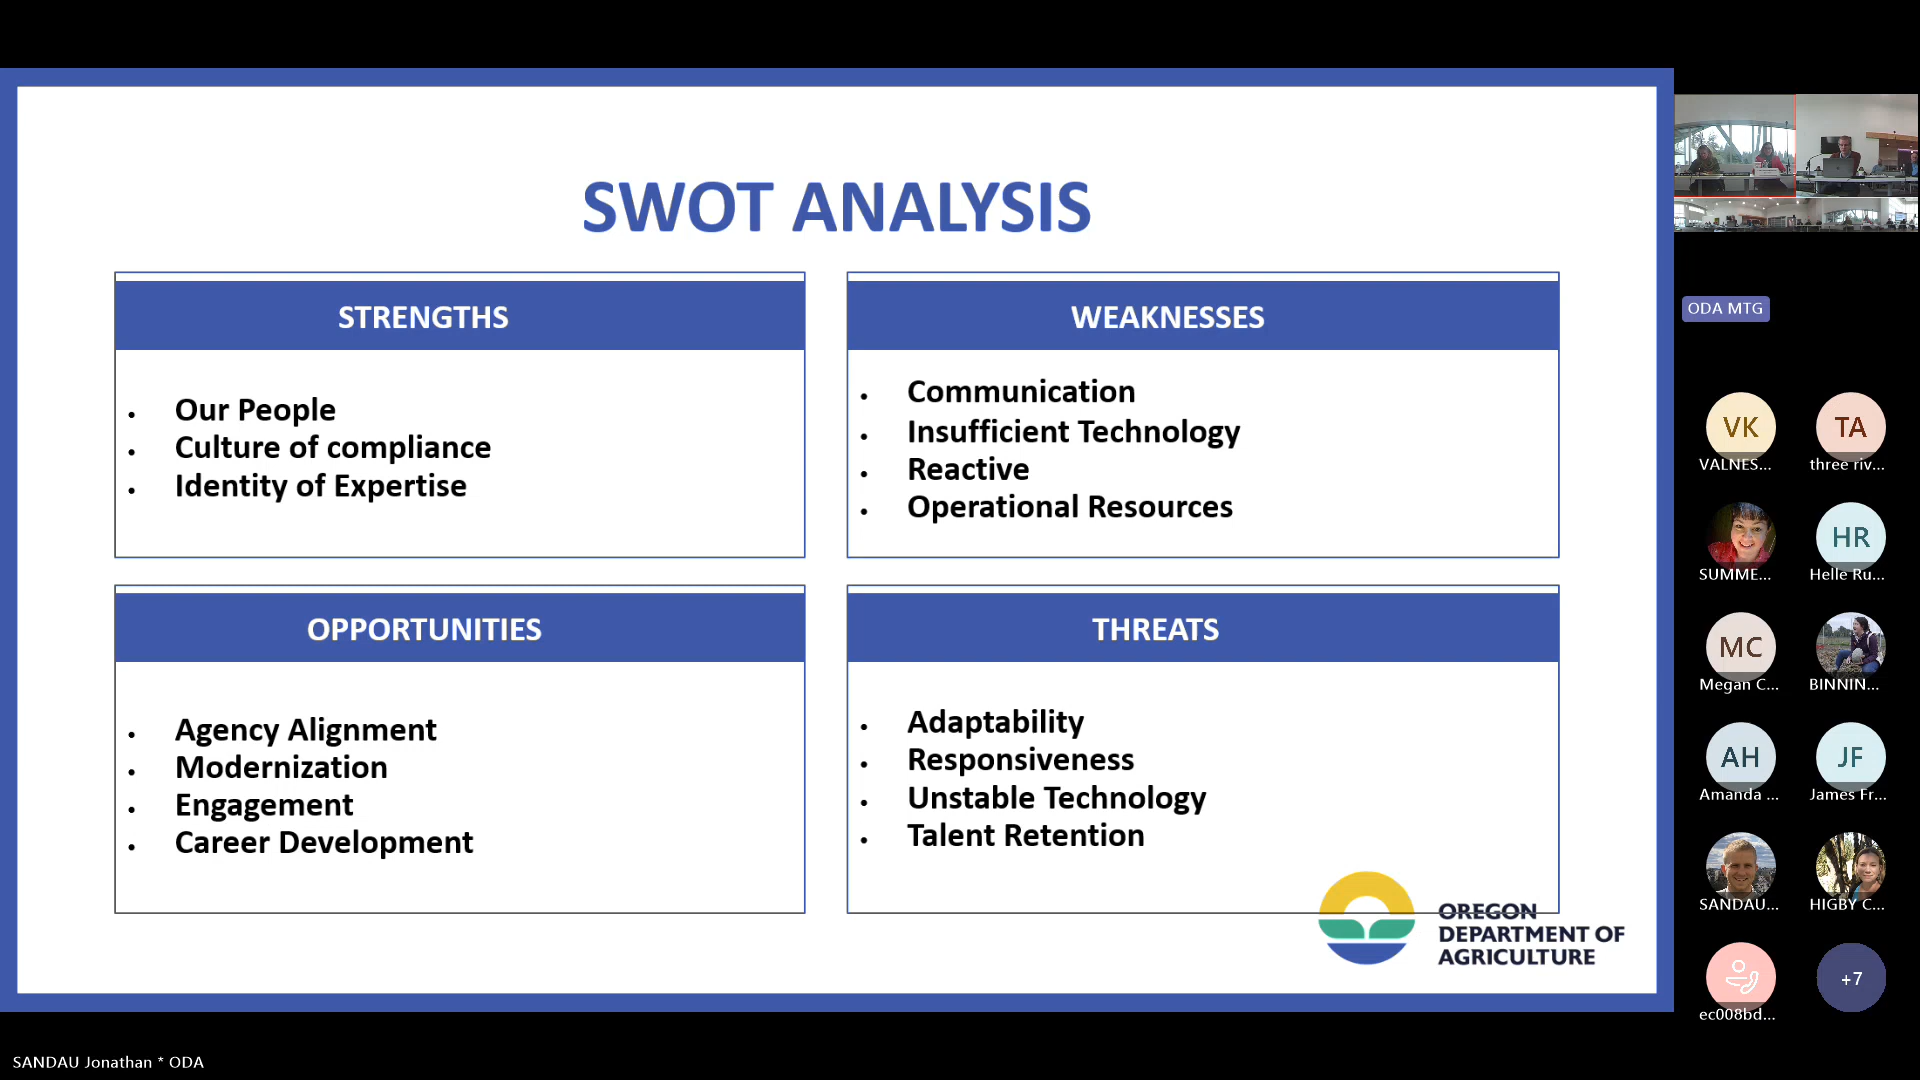 SWOT ANALYSIS
STRENGTHS
• Our People
• Culture of compliance
• Identity of Expertise
WEAKNESSES
• Communication
• Insufficient Technology
• Reactive
• Operational Resources
OPPORTUNITIES
• Agency Alignment
• Modernization
• Engagement
• Career Development
THREATS
• Adaptability
• Responsiveness
• Unstable Technology
• Talent Retention
OREGON
DEPARTMENT OF
AGRICULTURE
ODA MTG
VK
VALNES...
TA
three riv...
SUMME...
HR
Helle Ru...
MC
Megan C...
BINNIN...
AH
Amanda ...
JF
James Fr...
SANDAU...
HIGBY C...
ec008bd...
+7
SANDAU Jonathan * ODA